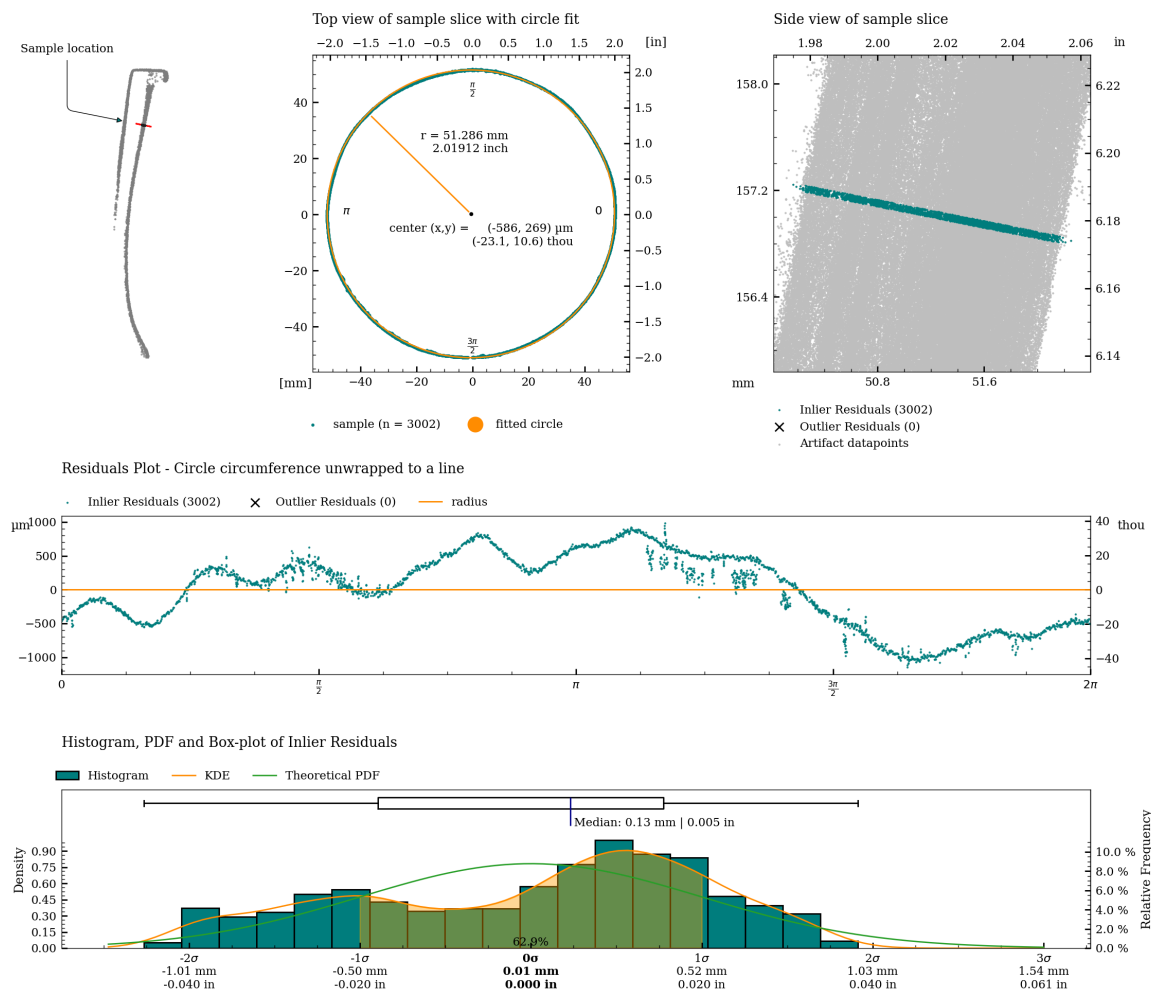 Sample location
Top view of sample slice with circle fit
−2.0 −1.5 −1.0 −0.5 0.0 0.5 1.0 1.5 2.0 [in]
40
20
0
−20
−40
2.0
1.5
1.0
0.5
0.0
−0.5
−1.0
−1.5
−2.0
π/2
r = 51.286 mm
2.01912 inch
π
0
center (x,y) = (-586, 269) µm
(-23.1, 10.6) thou
3π/2
[mm] −40 −20 0 20 40
sample (n = 3002) fitted circle
Side view of sample slice
1.98 2.00 2.02 2.04 2.06 in
158.0
157.2
156.4
6.22
6.20
6.18
6.16
6.14
mm 50.8 51.6
Inlier Residuals (3002)
Outlier Residuals (0)
Artifact datapoints
Residuals Plot - Circle circumference unwrapped to a line
Inlier Residuals (3002) Outlier Residuals (0) radius
µm
1000
500
0
−500
−1000
40 thou
20
0
−20
−40
0 π/2 π 3π/2 2π
Histogram, PDF and Box-plot of Inlier Residuals
Histogram KDE Theoretical PDF
Median: 0.13 mm | 0.005 in
Density
0.90
0.75
0.60
0.45
0.30
0.15
0.00
62.9%
10.0 %
8.0 %
6.0 %
4.0 %
2.0 %
0.0 %
Relative Frequency
-2σ -1σ 0σ 1σ 2σ 3σ
-1.01 mm -0.50 mm 0.01 mm 0.52 mm 1.03 mm 1.54 mm
-0.040 in -0.020 in 0.000 in 0.020 in 0.040 in 0.061 in